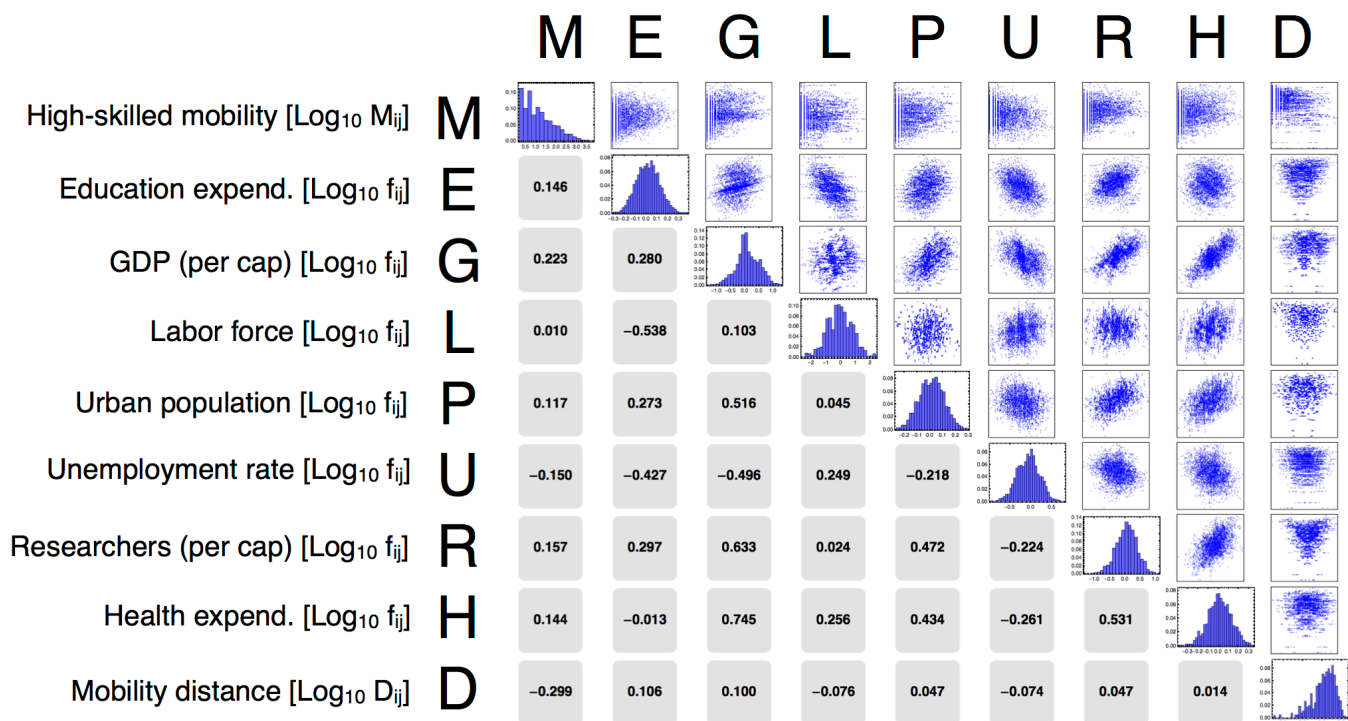 M E G L P U R H D
High-skilled mobility [Log₁₀ Mᵢⱼ] M
Education expend. [Log₁₀ fᵢⱼ] E 0.146
GDP (per cap) [Log₁₀ fᵢⱼ] G 0.223 0.280
Labor force [Log₁₀ fᵢⱼ] L 0.010 −0.538 0.103
Urban population [Log₁₀ fᵢⱼ] P 0.117 0.273 0.516 0.045
Unemployment rate [Log₁₀ fᵢⱼ] U −0.150 −0.427 −0.496 0.249 −0.218
Researchers (per cap) [Log₁₀ fᵢⱼ] R 0.157 0.297 0.633 0.024 0.472 −0.224
Health expend. [Log₁₀ fᵢⱼ] H 0.144 −0.013 0.745 0.256 0.434 −0.261 0.531
Mobility distance [Log₁₀ Dᵢⱼ] D −0.299 0.106 0.100 −0.076 0.047 −0.074 0.047 0.014